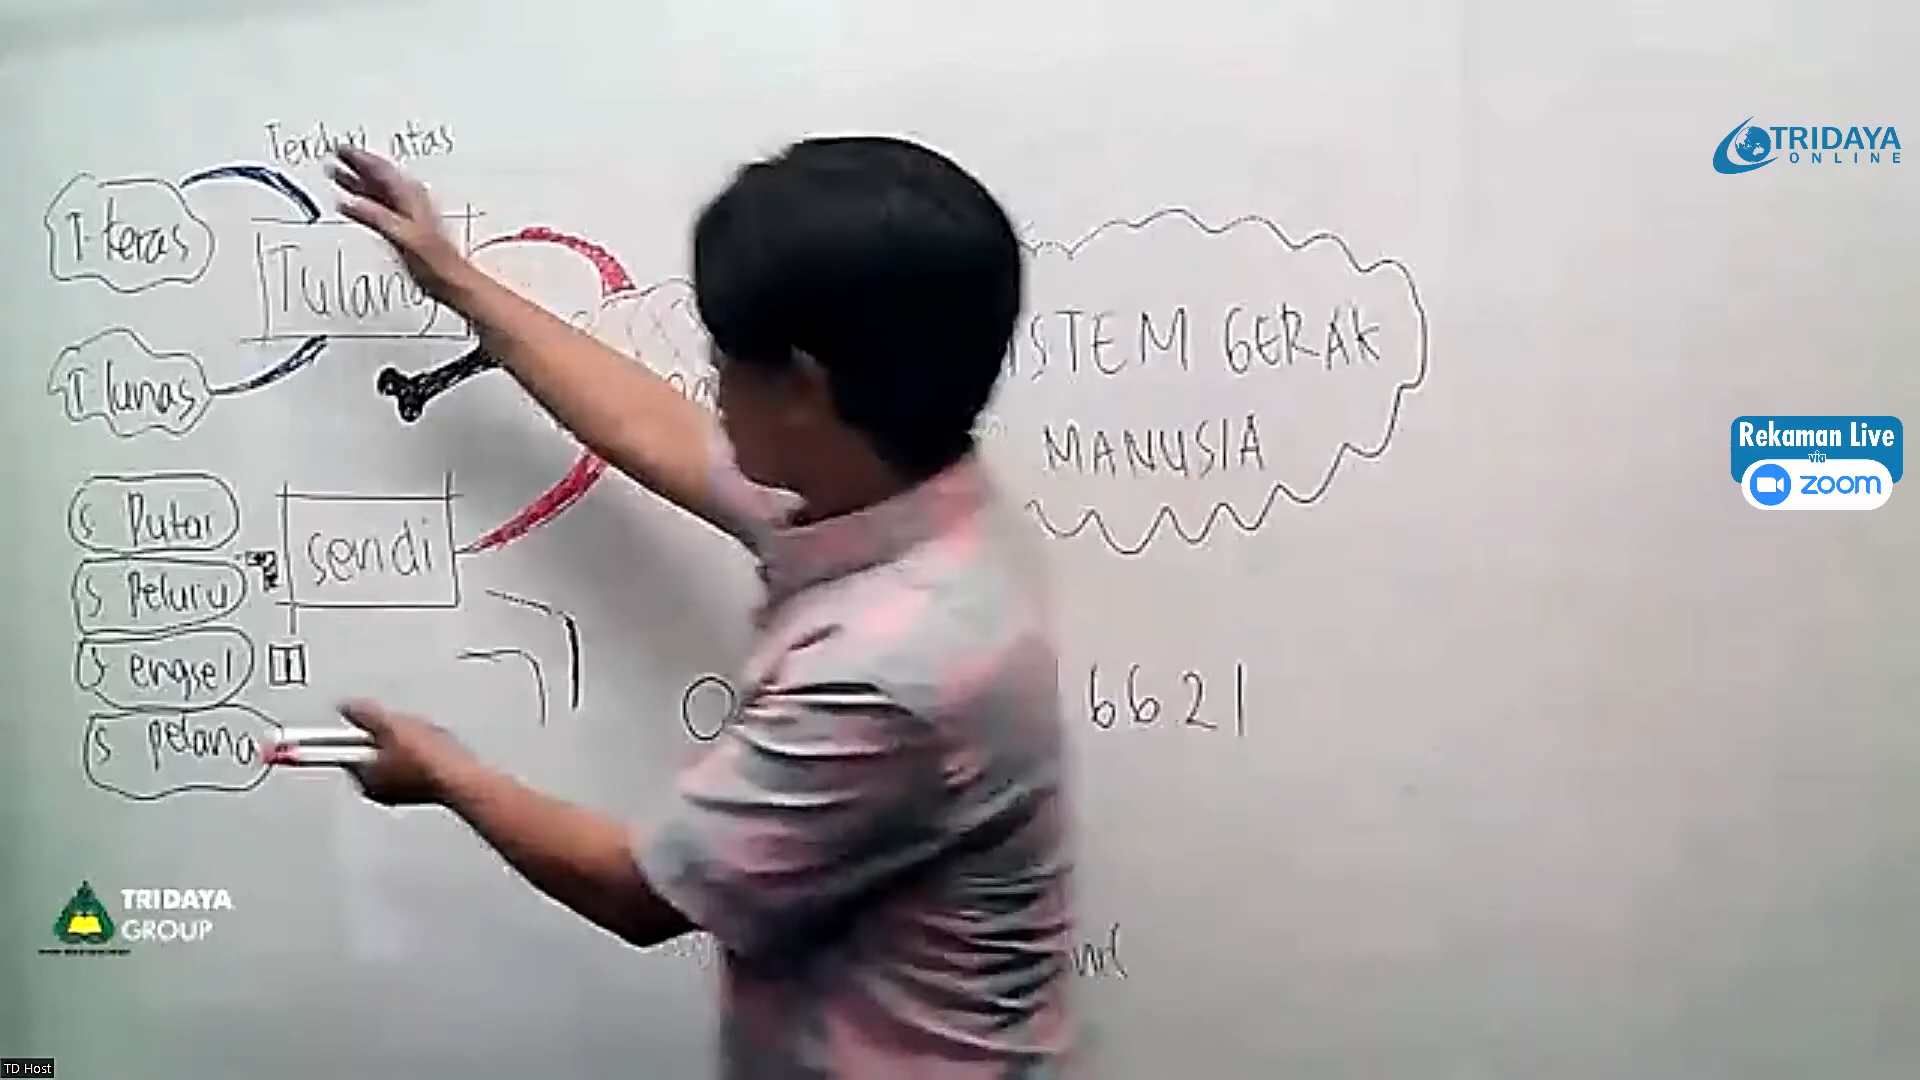 Terdiri atas
T. keras
Tulang
T. lunas
ISTEM GERAK
MANUSIA
S Putar
S Peluru
sendi
S engsel
S pelana
O
6621
TRIDAYA
ONLINE
Rekaman Live
via
zoom
TRIDAYA
GROUP
TD Host